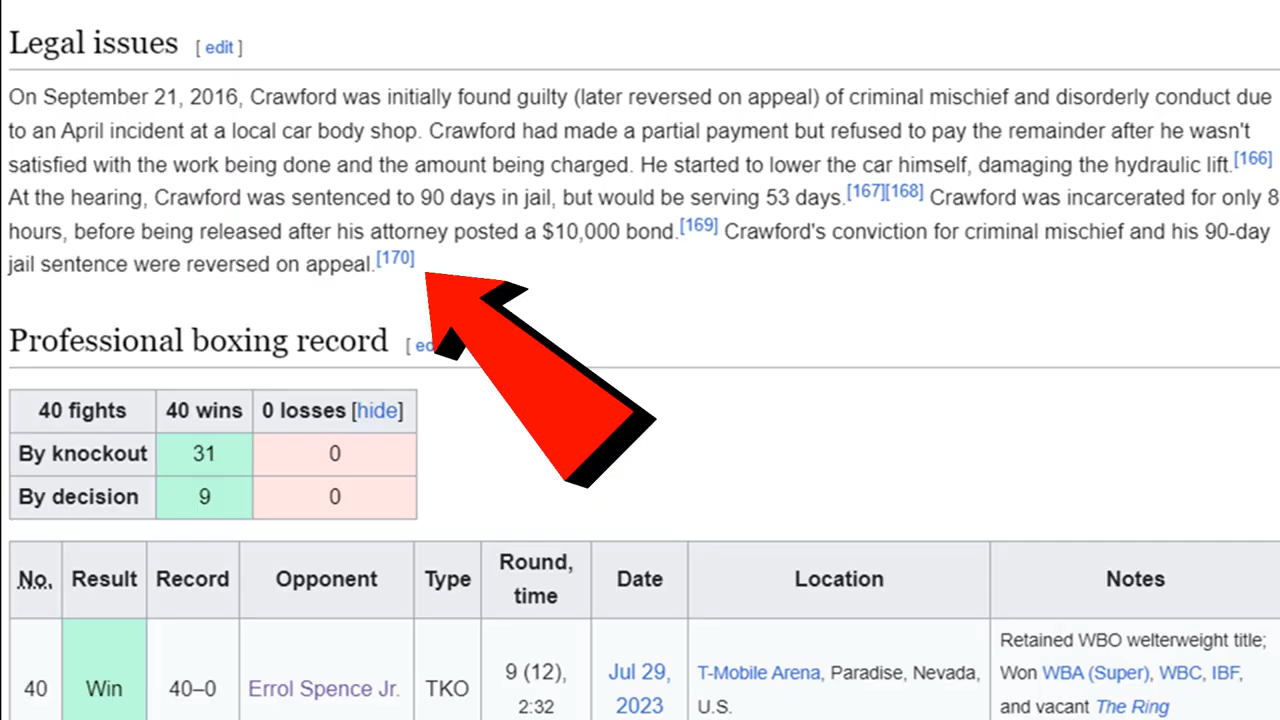 Legal issues [ edit ]
On September 21, 2016, Crawford was initially found guilty (later reversed on appeal) of criminal mischief and disorderly conduct due
to an April incident at a local car body shop. Crawford had made a partial payment but refused to pay the remainder after he wasn't
satisfied with the work being done and the amount being charged. He started to lower the car himself, damaging the hydraulic lift.[166]
At the hearing, Crawford was sentenced to 90 days in jail, but would be serving 53 days.[167][168] Crawford was incarcerated for only 8
hours, before being released after his attorney posted a $10,000 bond.[169] Crawford's conviction for criminal mischief and his 90-day
jail sentence were reversed on appeal.[170]
Professional boxing record [
40 fights 40 wins 0 losses [hide]
By knockout 31 0
By decision 9 0
No. Result Record Opponent Type Round, time Date Location Notes
40 Win 40–0 Errol Spence Jr. TKO 9 (12), 2:32 Jul 29, 2023 T-Mobile Arena, Paradise, Nevada, U.S. Retained WBO welterweight title; Won WBA (Super), WBC, IBF, and vacant The Ring